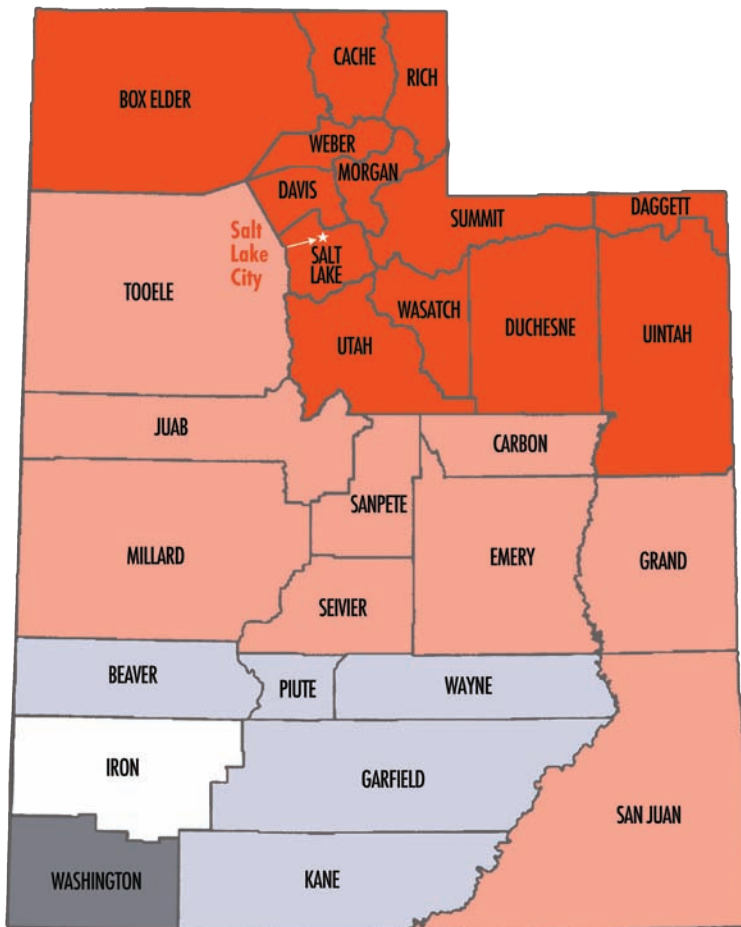 CACHE
RICH
BOX ELDER
WEBER
MORGAN
DAVIS
SUMMIT
DAGGETT
Salt
Lake
City
SALT
LAKE
TOOELE
WASATCH
DUCHESNE
UINTAH
UTAH
JUAB
CARBON
SANPETE
MILLARD
EMERY
GRAND
SEIVIER
BEAVER
PIUTE
WAYNE
IRON
GARFIELD
SAN JUAN
WASHINGTON
KANE